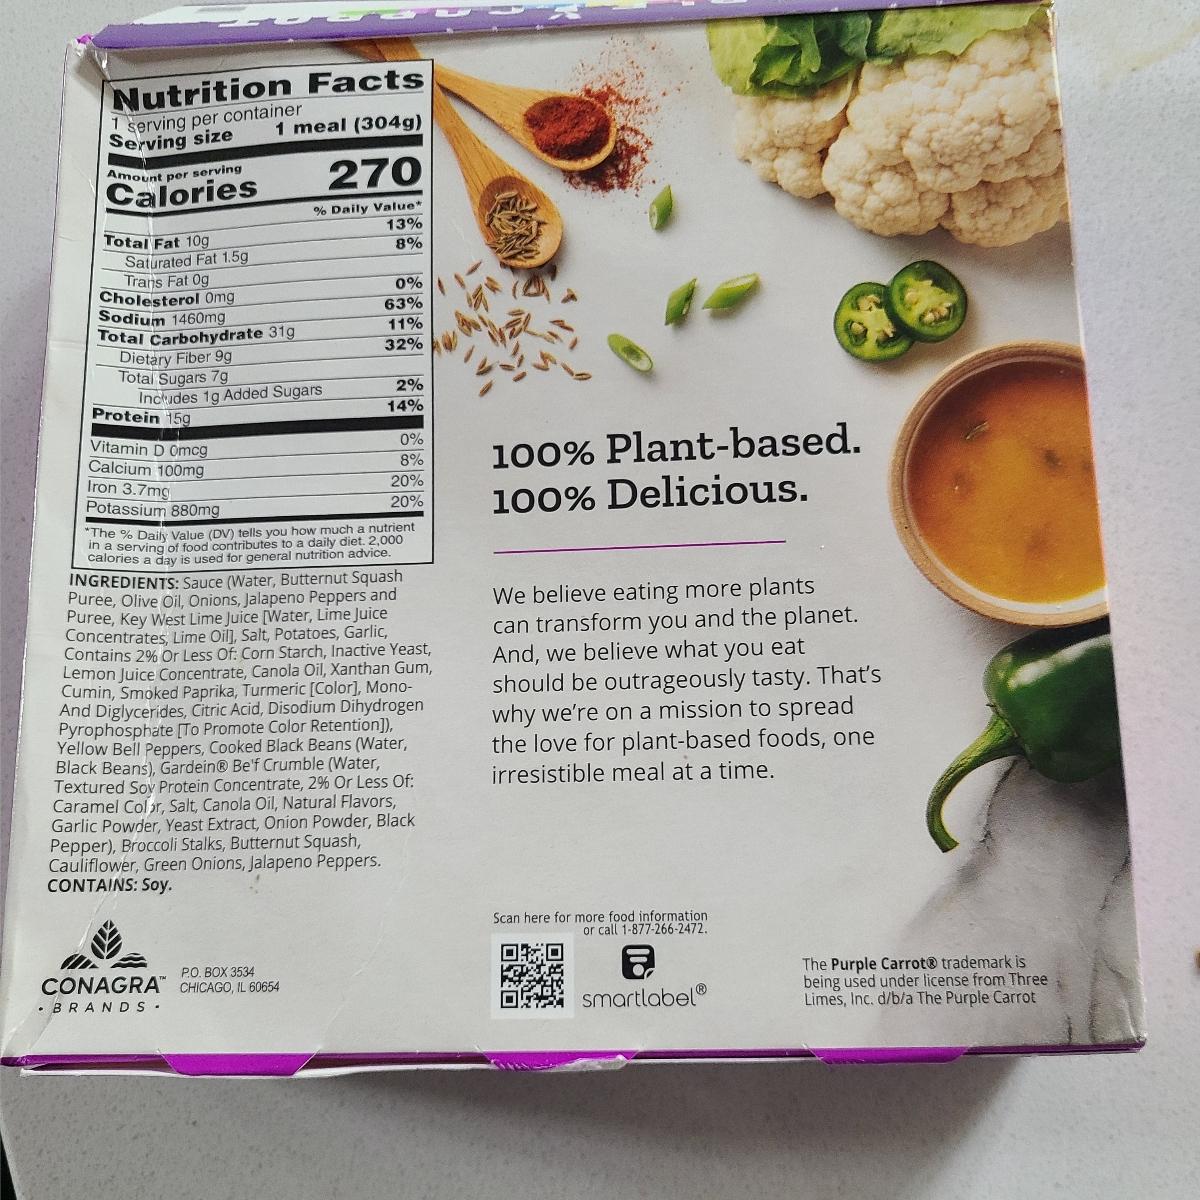 Nutrition Facts
1 serving per container
Serving size 1 meal (304g)
Amount per serving
Calories 270
% Daily Value*
Total Fat 10g 13%
Saturated Fat 1.5g 8%
Trans Fat 0g
Cholesterol 0mg 0%
Sodium 1460mg 63%
Total Carbohydrate 31g 11%
Dietary Fiber 9g 32%
Total Sugars 7g
Includes 1g Added Sugars 2%
Protein 15g 14%
Vitamin D 0mcg 0%
Calcium 100mg 8%
Iron 3.7mg 20%
Potassium 880mg 20%
*The % Daily Value (DV) tells you how much a nutrient
in a serving of food contributes to a daily diet. 2,000
calories a day is used for general nutrition advice.
INGREDIENTS: Sauce (Water, Butternut Squash
Puree, Olive Oil, Onions, Jalapeno Peppers and
Puree, Key West Lime Juice [Water, Lime Juice
Concentrates, Lime Oil], Salt, Potatoes, Garlic,
Contains 2% Or Less Of: Corn Starch, Inactive Yeast,
Lemon Juice Concentrate, Canola Oil, Xanthan Gum,
Cumin, Smoked Paprika, Turmeric [Color], Mono-
And Diglycerides, Citric Acid, Disodium Dihydrogen
Pyrophosphate [To Promote Color Retention]),
Yellow Bell Peppers, Cooked Black Beans (Water,
Black Beans), Gardein® Be'f Crumble (Water,
Textured Soy Protein Concentrate, 2% Or Less Of:
Caramel Color, Salt, Canola Oil, Natural Flavors,
Garlic Powder, Yeast Extract, Onion Powder, Black
Pepper), Broccoli Stalks, Butternut Squash,
Cauliflower, Green Onions, Jalapeno Peppers.
CONTAINS: Soy.
100% Plant-based.
100% Delicious.
We believe eating more plants
can transform you and the planet.
And, we believe what you eat
should be outrageously tasty. That's
why we're on a mission to spread
the love for plant-based foods, one
irresistible meal at a time.
CONAGRA™
• BRANDS •
P.O. BOX 3534
CHICAGO, IL 60654
Scan here for more food information
or call 1-877-266-2472.
smartlabel®
The Purple Carrot® trademark is
being used under license from Three
Limes, Inc. d/b/a The Purple Carrot